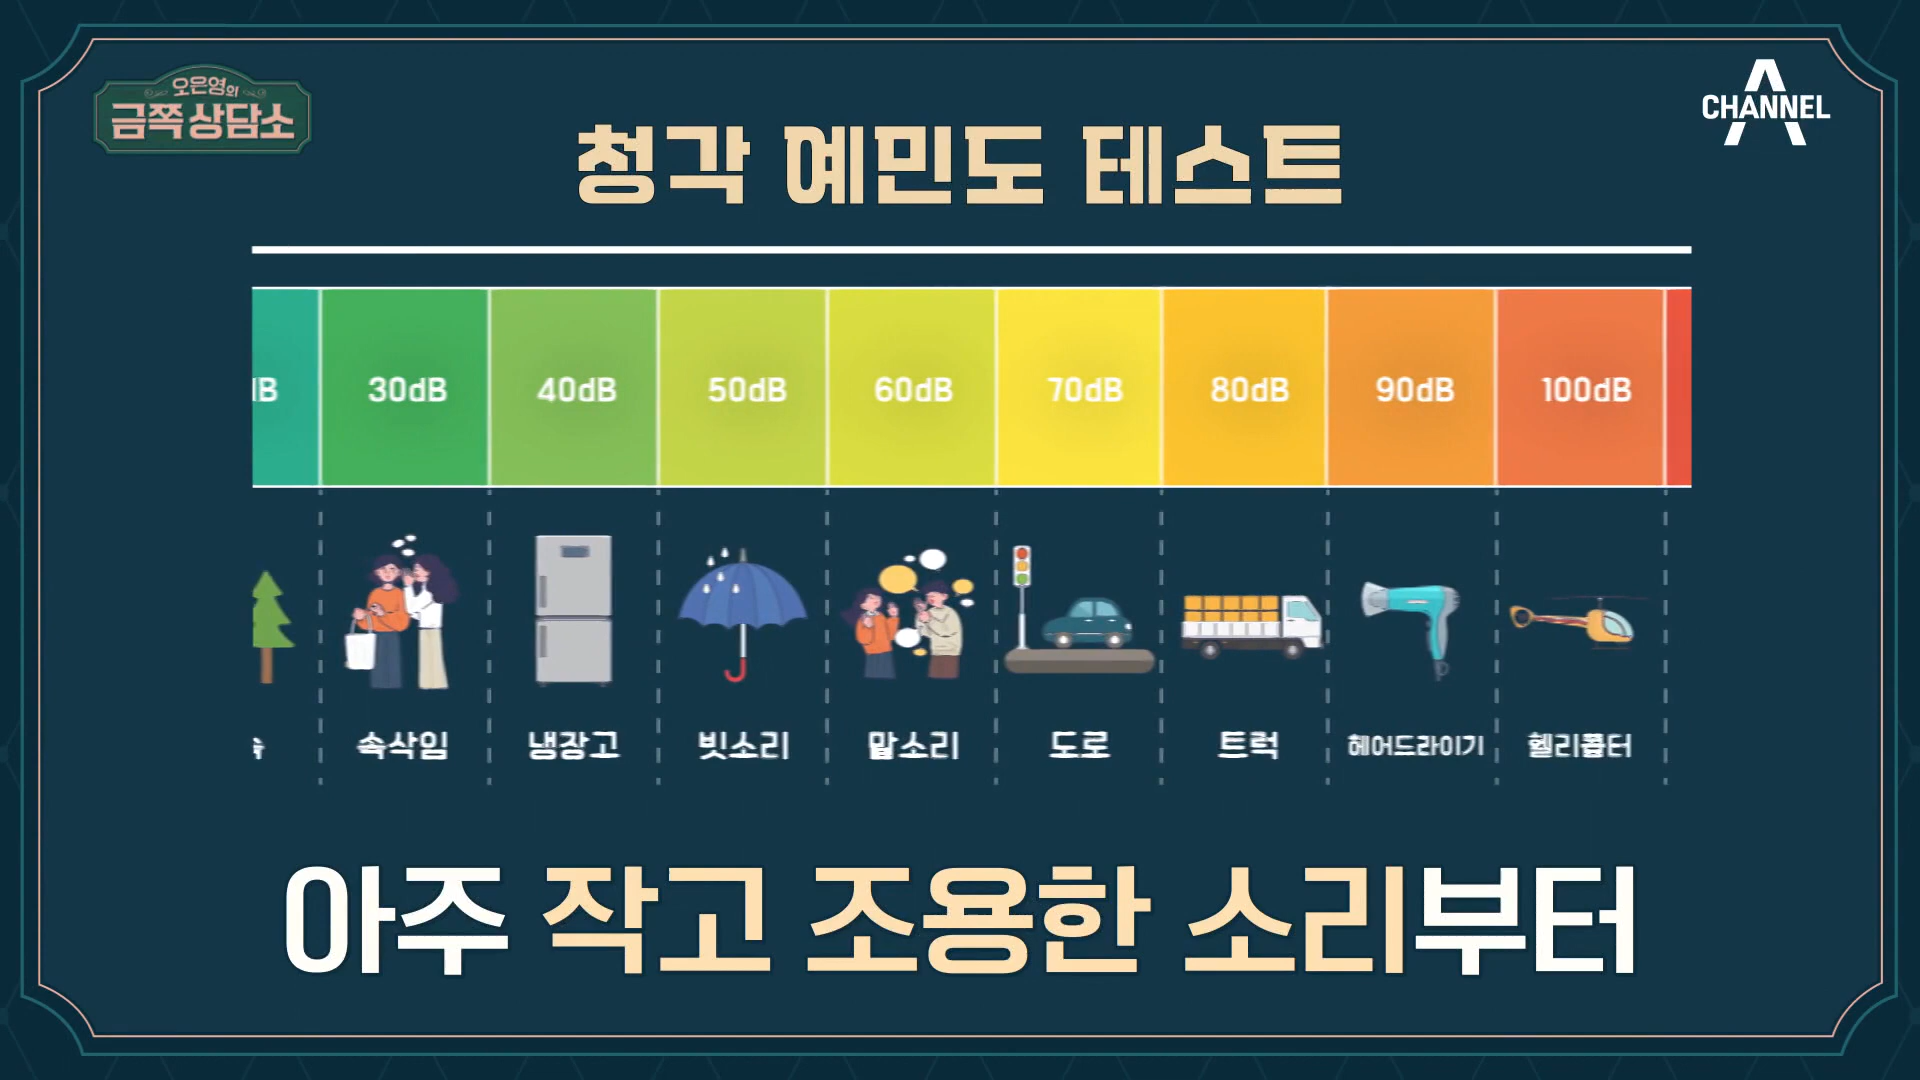 오은영의
금쪽 상담소
CHANNEL A
청각 예민도 테스트
dB 30dB 40dB 50dB 60dB 70dB 80dB 90dB 100dB
속삭임 냉장고 빗소리 말소리 도로 트럭 헤어드라이기 헬리콥터
아주 작고 조용한 소리부터